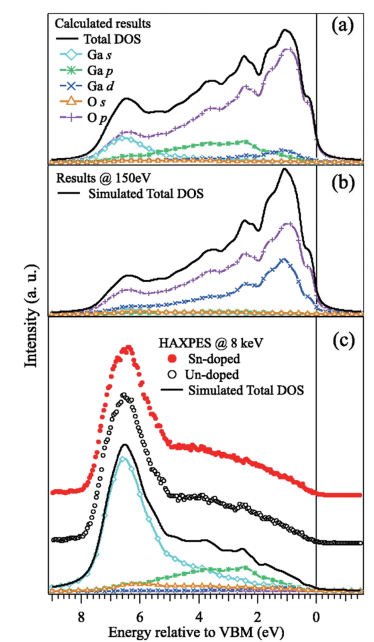 Calculated results
(a)
Total DOS
Ga s
Ga p
Ga d
O s
O p
Results @ 150eV
(b)
Simulated Total DOS
Intensity (a. u.)
HAXPES @ 8 keV
(c)
Sn-doped
Un-doped
Simulated Total DOS
8 6 4 2 0
Energy relative to VBM (eV)